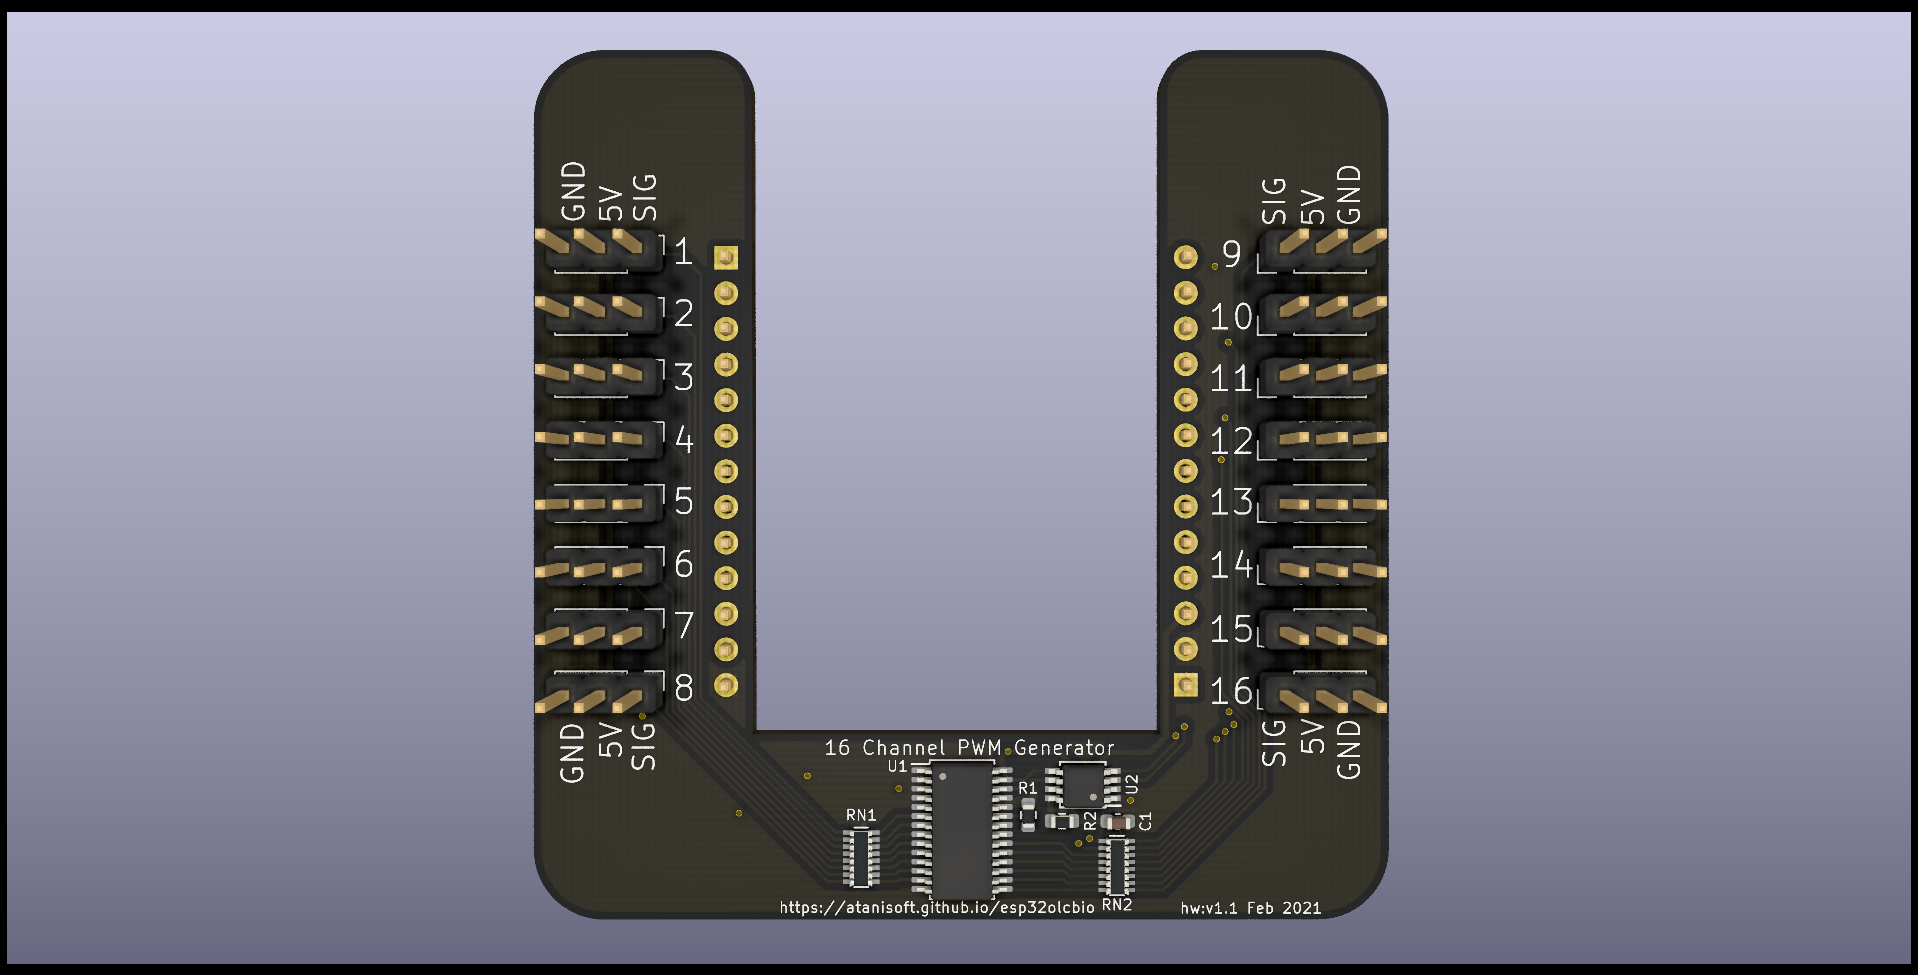 GND
5V
SIG
1
2
3
4
5
6
7
8
GND
5V
SIG
SIG
5V
GND
9
10
11
12
13
14
15
16
SIG
5V
GND
16 Channel PWM Generator
U1
R1
U2
RN1
R2
C1
RN2
https://atanisoft.github.io/esp32olcbio
hw:v1.1 Feb 2021